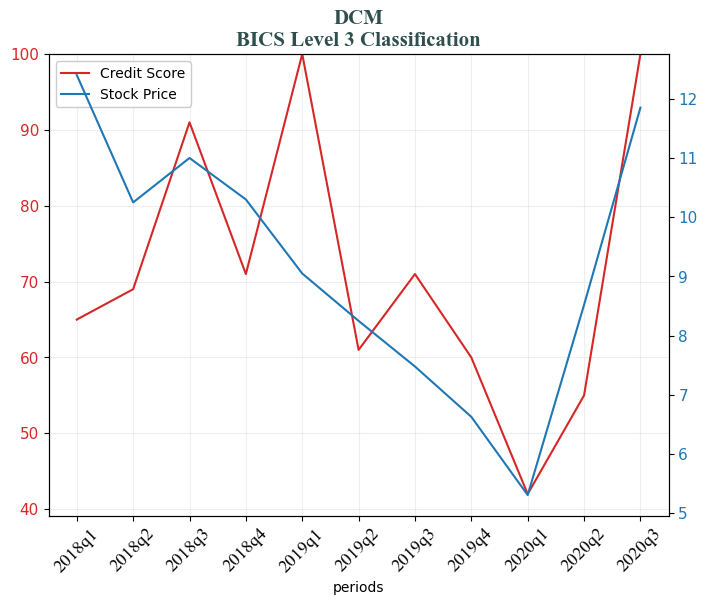 DCM
BICS Level 3 Classification
Credit Score
Stock Price
100
90
80
70
60
50
40
12
11
10
9
8
7
6
5
2018q1
2018q2
2018q3
2018q4
2019q1
2019q2
2019q3
2019q4
2020q1
2020q2
2020q3
periods